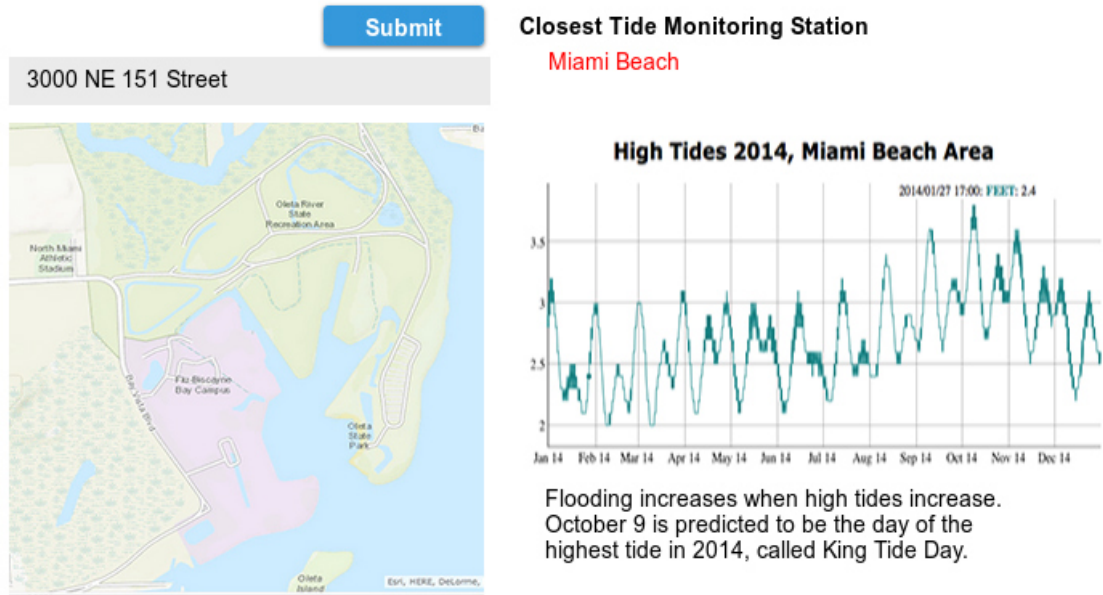 Submit
3000 NE 151 Street
Oleta River
State
Recreation Area
North Miami
Athletic
Stadium
Bay Vista Blvd
Fiu-Biscayne
Bay Campus
Oleta
State
Park
Oleta
Island
Esri, HERE, DeLorme,
Closest Tide Monitoring Station
Miami Beach
High Tides 2014, Miami Beach Area
2014/01/27 17:00: FEET: 2.4
3.5
3
2.5
2
Jan 14 Feb 14 Mar 14 Apr 14 May 14 Jun 14 Jul 14 Aug 14 Sep 14 Oct 14 Nov 14 Dec 14
Flooding increases when high tides increase.
October 9 is predicted to be the day of the
highest tide in 2014, called King Tide Day.